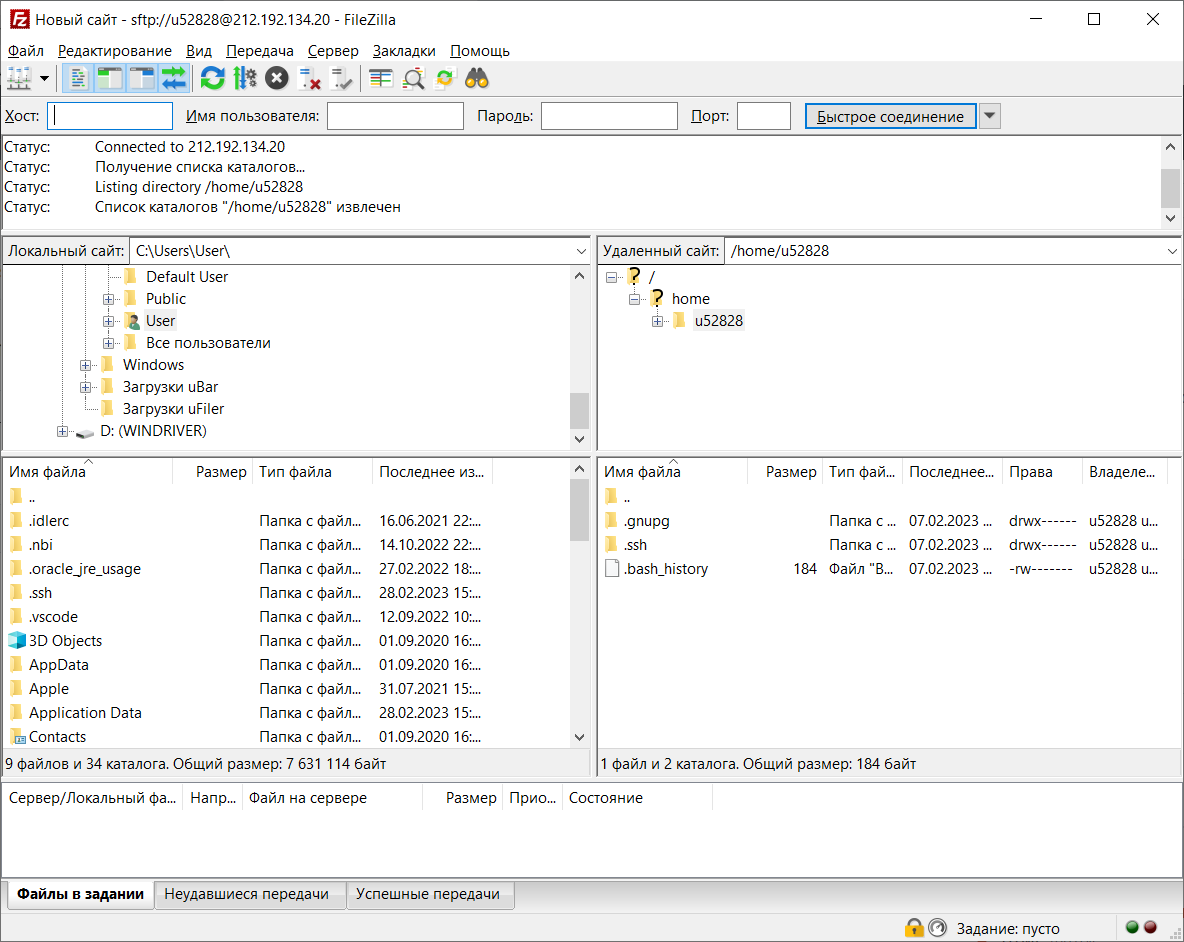 Новый сайт - sftp://u52828@212.192.134.20 - FileZilla
Файл Редактирование Вид Передача Сервер Закладки Помощь
Хост: Имя пользователя: Пароль: Порт: Быстрое соединение
Статус: Connected to 212.192.134.20
Статус: Получение списка каталогов...
Статус: Listing directory /home/u52828
Статус: Список каталогов "/home/u52828" извлечен
Локальный сайт: C:\Users\User\
Default User
Public
User
Все пользователи
Windows
Загрузки uBar
Загрузки uFiler
D: (WINDRIVER)
Удаленный сайт: /home/u52828
/
home
u52828
Имя файла Размер Тип файла Последнее из...
..
.idlerc Папка с файл... 16.06.2021 22:...
.nbi Папка с файл... 14.10.2022 22:...
.oracle_jre_usage Папка с файл... 27.02.2022 18:...
.ssh Папка с файл... 28.02.2023 15:...
.vscode Папка с файл... 12.09.2022 10:...
3D Objects Папка с файл... 01.09.2020 16:...
AppData Папка с файл... 01.09.2020 16:...
Apple Папка с файл... 31.07.2021 15:...
Application Data Папка с файл... 28.02.2023 15:...
Contacts Папка с файл... 01.09.2020 16:...
9 файлов и 34 каталога. Общий размер: 7 631 114 байт
Имя файла Размер Тип фай... Последнее... Права Владеле...
..
.gnupg Папка с ... 07.02.2023 ... drwx------ u52828 u...
.ssh Папка с ... 07.02.2023 ... drwx------ u52828 u...
.bash_history 184 Файл "B... 07.02.2023 ... -rw------- u52828 u...
1 файл и 2 каталога. Общий размер: 184 байт
Сервер/Локальный фа... Напр... Файл на сервере Размер Прио... Состояние
Файлы в задании Неудавшиеся передачи Успешные передачи
Задание: пусто